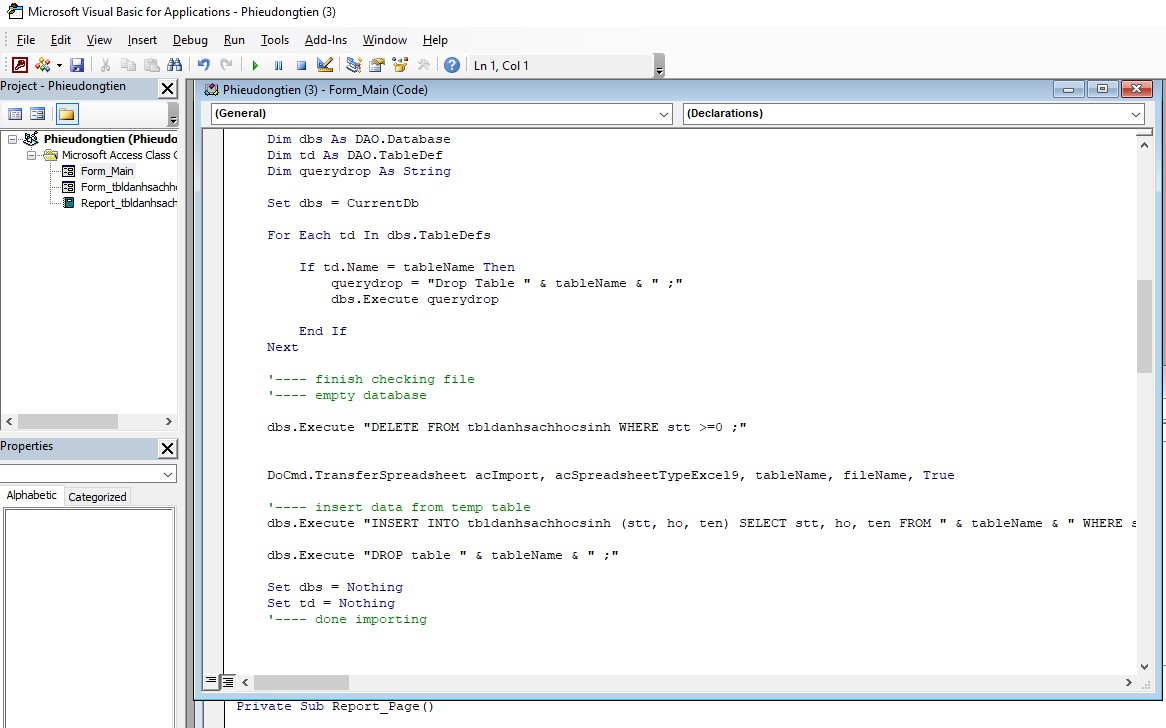 Microsoft Visual Basic for Applications - Phieudongtien (3)
File Edit View Insert Debug Run Tools Add-Ins Window Help
Ln 1, Col 1
Project - Phieudongtien
Phieudongtien (Phieudo
Microsoft Access Class C
Form_Main
Form_tbldanhsachho
Report_tbldanhsach
Properties
Alphabetic Categorized
Phieudongtien (3) - Form_Main (Code)
(General) (Declarations)
Dim dbs As DAO.Database
Dim td As DAO.TableDef
Dim querydrop As String
Set dbs = CurrentDb
For Each td In dbs.TableDefs
If td.Name = tableName Then
querydrop = "Drop Table " & tableName & " ;"
dbs.Execute querydrop
End If
Next
'---- finish checking file
'---- empty database
dbs.Execute "DELETE FROM tbldanhsachhocsinh WHERE stt >=0 ;"
DoCmd.TransferSpreadsheet acImport, acSpreadsheetTypeExcel9, tableName, fileName, True
'---- insert data from temp table
dbs.Execute "INSERT INTO tbldanhsachhocsinh (stt, ho, ten) SELECT stt, ho, ten FROM " & tableName & " WHERE s
dbs.Execute "DROP table " & tableName & " ;"
Set dbs = Nothing
Set td = Nothing
'---- done importing
Private Sub Report_Page()